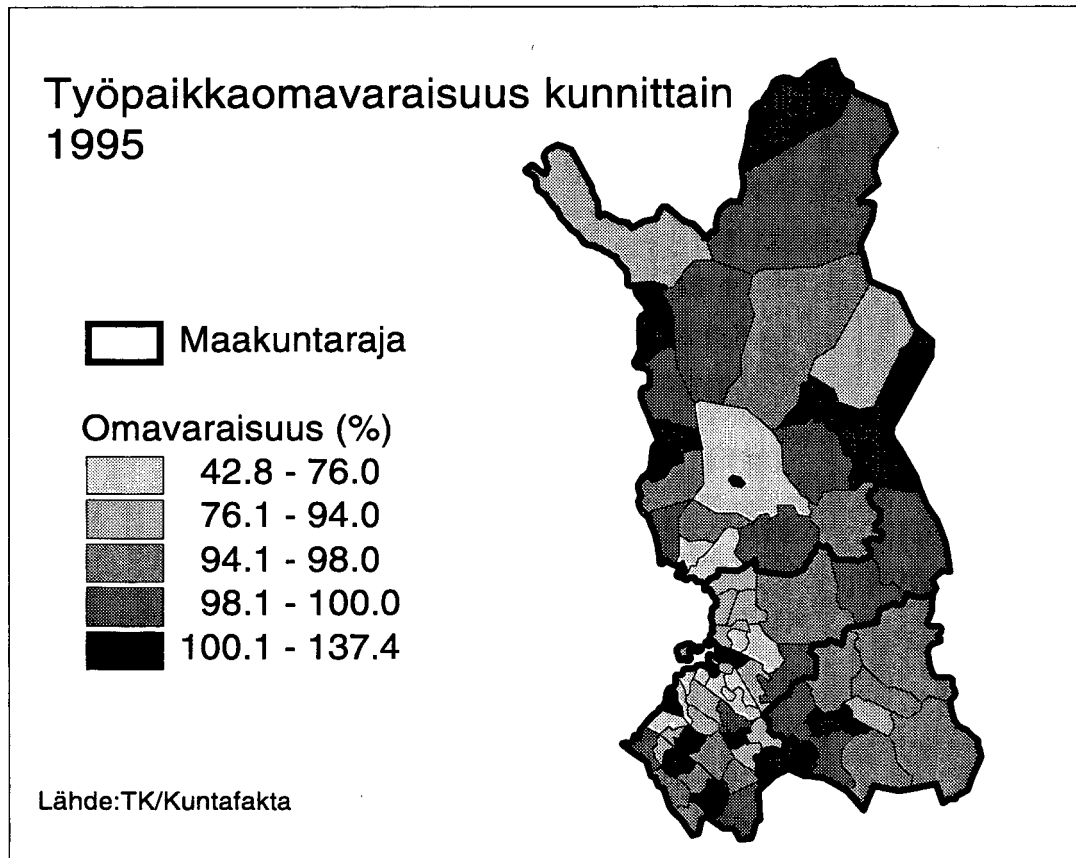 Työpaikkaomavaraisuus kunnittain
1995
Maakuntaraja
Omavaraisuus (%)
42.8 - 76.0
76.1 - 94.0
94.1 - 98.0
98.1 - 100.0
100.1 - 137.4
Lähde:TK/Kuntafakta